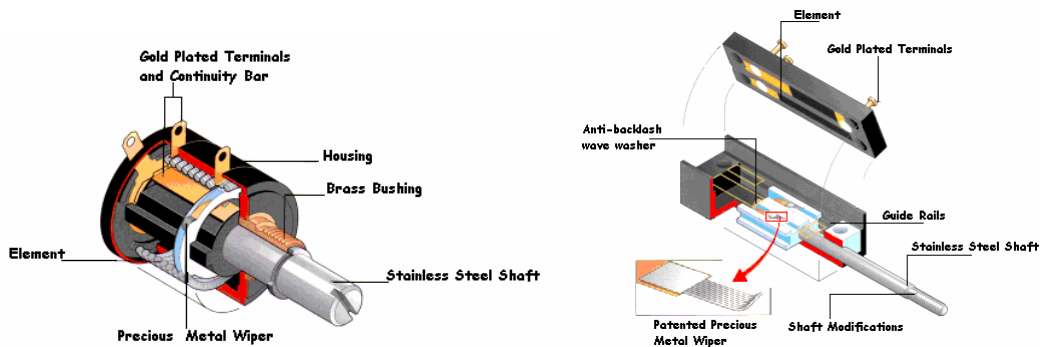 Gold Plated Terminals
and Continuity Bar
Housing
Brass Bushing
Element
Stainless Steel Shaft
Precious Metal Wiper
Element
Gold Plated Terminals
Anti-backlash
wave washer
Guide Rails
Stainless Steel Shaft
Shaft Modifications
Patented Precious
Metal Wiper